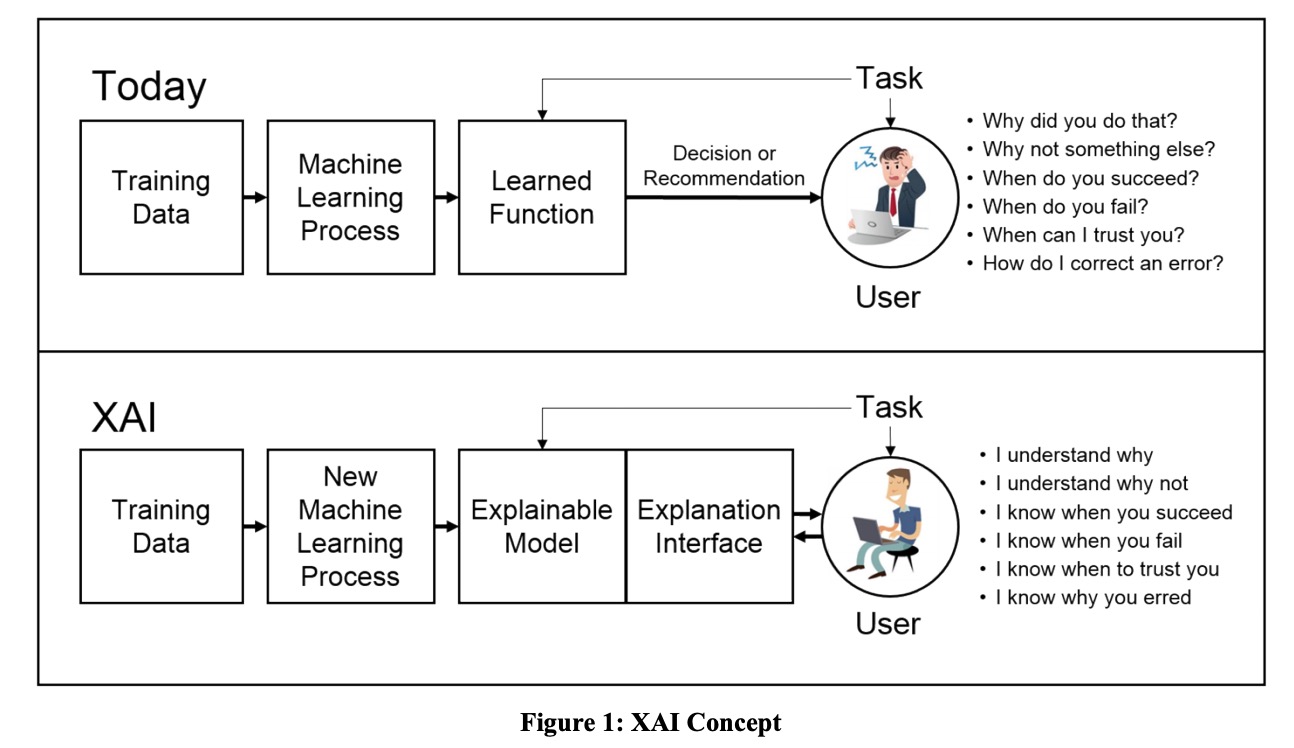 Today
Task
Training
Data
Machine
Learning
Process
Learned
Function
Decision or
Recommendation
User
• Why did you do that?
• Why not something else?
• When do you succeed?
• When do you fail?
• When can I trust you?
• How do I correct an error?
XAI
Task
Training
Data
New
Machine
Learning
Process
Explainable
Model
Explanation
Interface
User
• I understand why
• I understand why not
• I know when you succeed
• I know when you fail
• I know when to trust you
• I know why you erred
Figure 1: XAI Concept